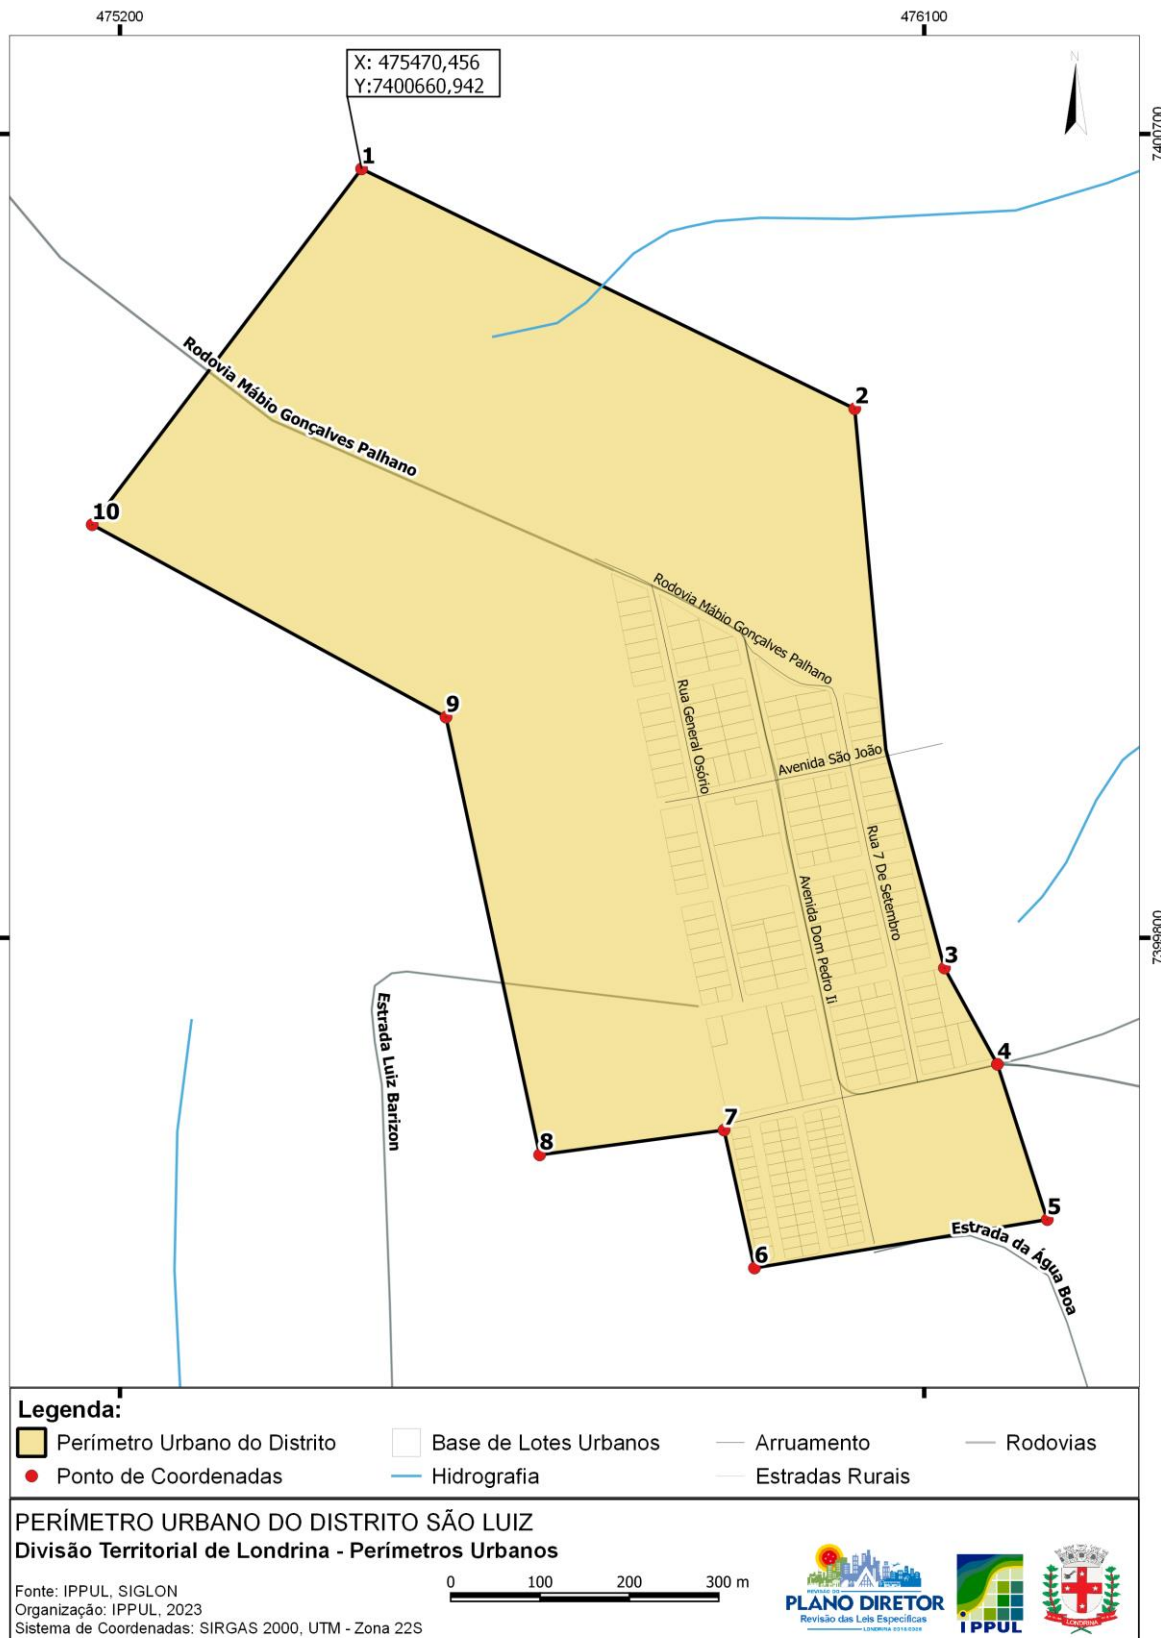 475200
476100
X: 475470,456
Y:7400660,942
N
7400700
1
2
Rodovia Mábio Gonçalves Palhano
10
Rodovia Mábio Gonçalves Palhano
9
Rua General Osório
Avenida São João
Rua 7 De Setembro
Avenida Dom Pedro Ii
7399800
3
Estrada Luiz Barizon
4
7
8
5
Estrada da Água Boa
6
Legenda:
Perímetro Urbano do Distrito
Base de Lotes Urbanos
Arruamento
Rodovias
Ponto de Coordenadas
Hidrografia
Estradas Rurais
PERÍMETRO URBANO DO DISTRITO SÃO LUIZ
Divisão Territorial de Londrina - Perímetros Urbanos
Fonte: IPPUL, SIGLON
Organização: IPPUL, 2023
Sistema de Coordenadas: SIRGAS 2000, UTM - Zona 22S
0 100 200 300 m
REVISÃO DO
PLANO DIRETOR
Revisão das Leis Específicas
IPPUL
LONDRINA